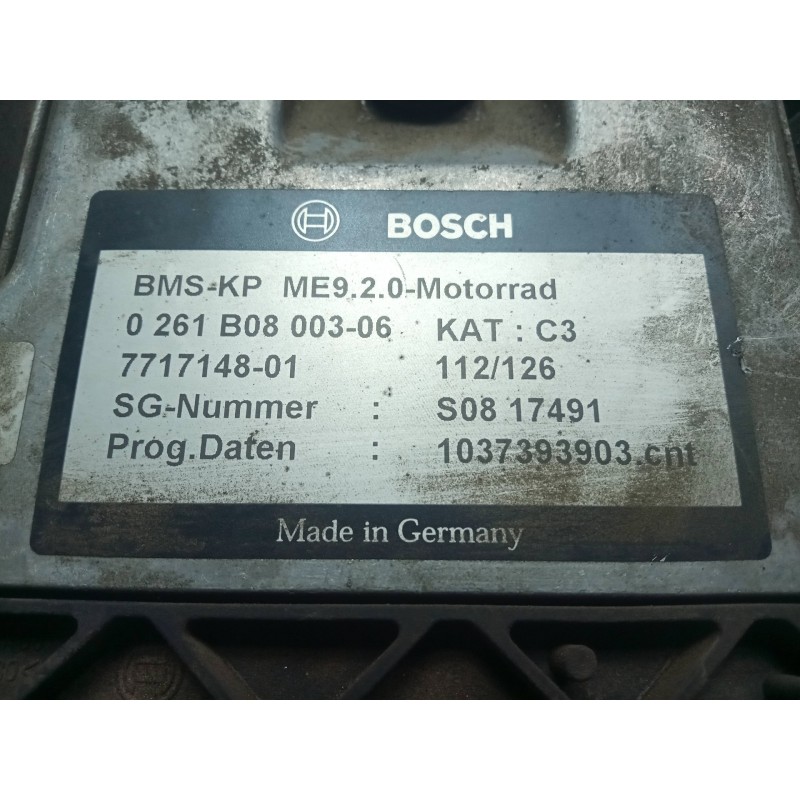 BOSCH
BMS-KP ME9.2.0-Motorrad
0 261 B08 003-06 KAT : C3
7717148-01 112/126
SG-Nummer : S08 17491
Prog.Daten : 1037393903.cnt
Made in Germany